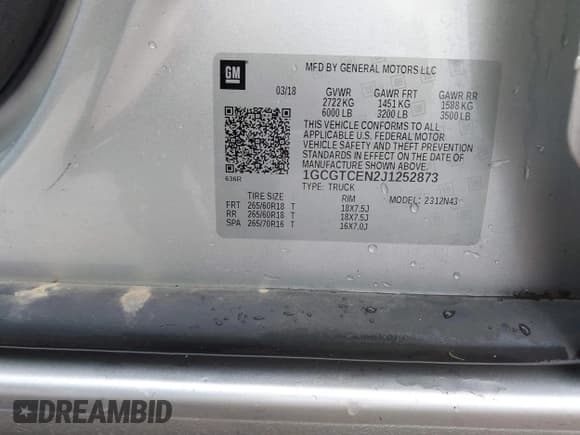 GM
MFD BY GENERAL MOTORS LLC
03/18 GVWR GAWR FRT GAWR RR
2722 KG 1451 KG 1588 KG
6000 LB 3200 LB 3500 LB
THIS VEHICLE CONFORMS TO ALL
APPLICABLE U.S. FEDERAL MOTOR
VEHICLE SAFETY AND THEFT PREVENTION
STANDARDS IN EFFECT ON THE DATE OF
MANUFACTURE SHOWN ABOVE.
1GCGTCEN2J1252873
636R
TYPE: TRUCK MODEL: 2312N43
TIRE SIZE RIM
FRT 265/60R18 T 18X7.5J
RR 265/60R18 T 18X7.5J
SPA 265/70R16 T 16X7.0J
DREAMBID